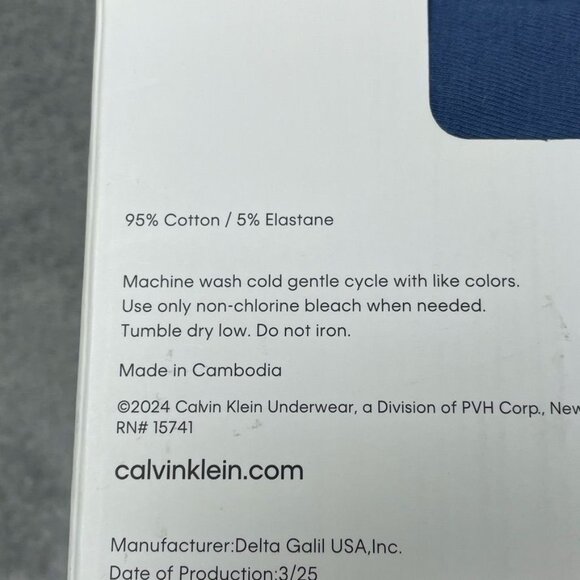 95% Cotton / 5% Elastane
Machine wash cold gentle cycle with like colors.
Use only non-chlorine bleach when needed.
Tumble dry low. Do not iron.
Made in Cambodia
©2024 Calvin Klein Underwear, a Division of PVH Corp., New
RN# 15741
calvinklein.com
Manufacturer:Delta Galil USA,Inc.
Date of Production:3/25